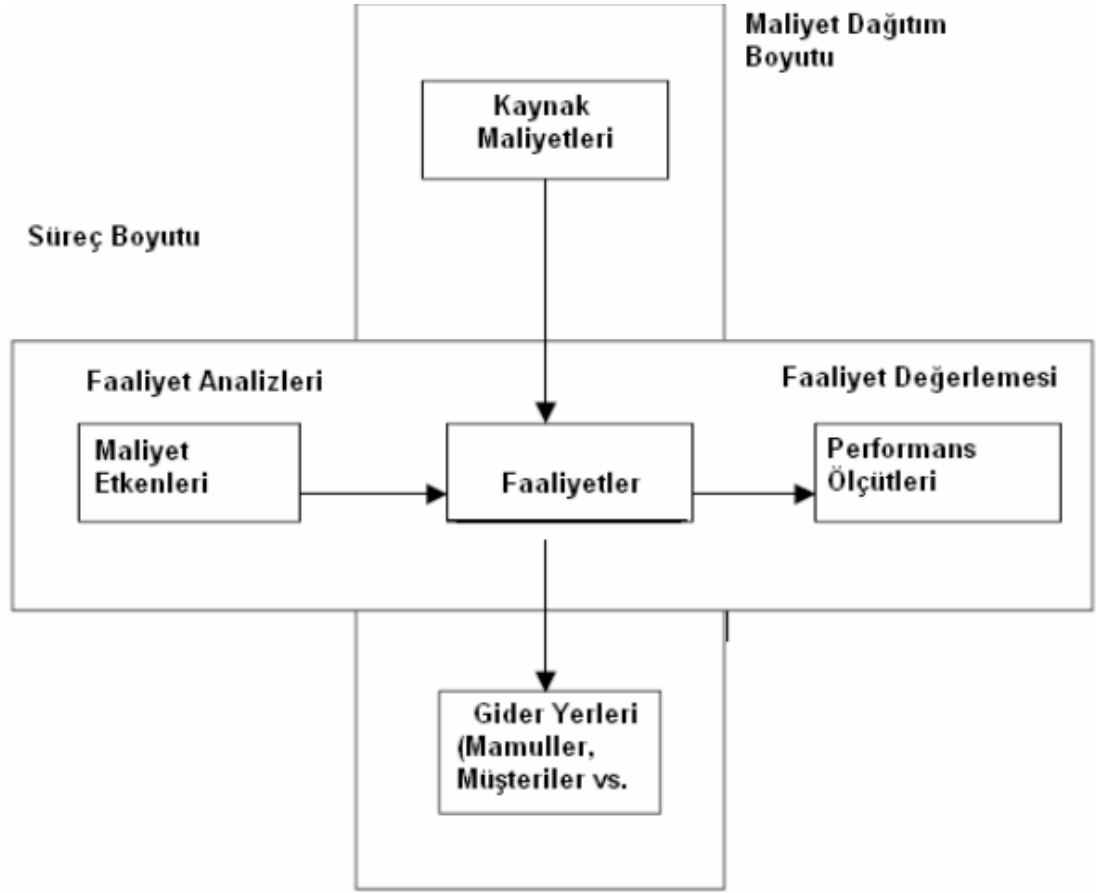 Maliyet Dağıtım
Boyutu
Kaynak
Maliyetleri
Süreç Boyutu
Faaliyet Analizleri
Faaliyet Değerlemesi
Maliyet
Etkenleri
Faaliyetler
Performans
Ölçütleri
Gider Yerleri
(Mamuller,
Müşteriler vs.